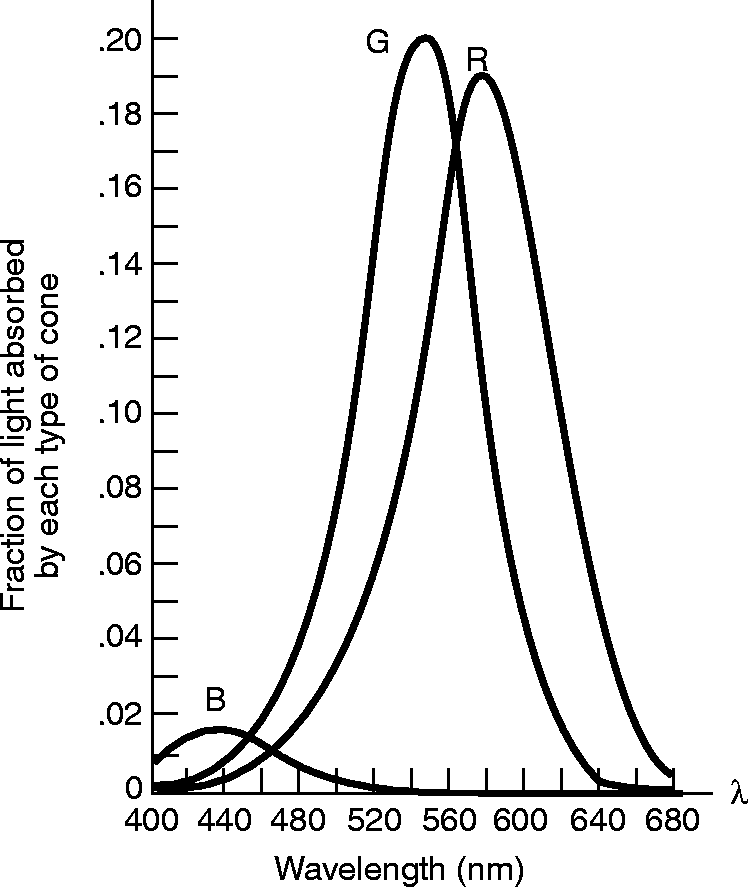 .20
.18
.16
.14
.12
.10
.08
.06
.04
.02
0
Fraction of light absorbed
by each type of cone
G
R
B
λ
400 440 480 520 560 600 640 680
Wavelength (nm)